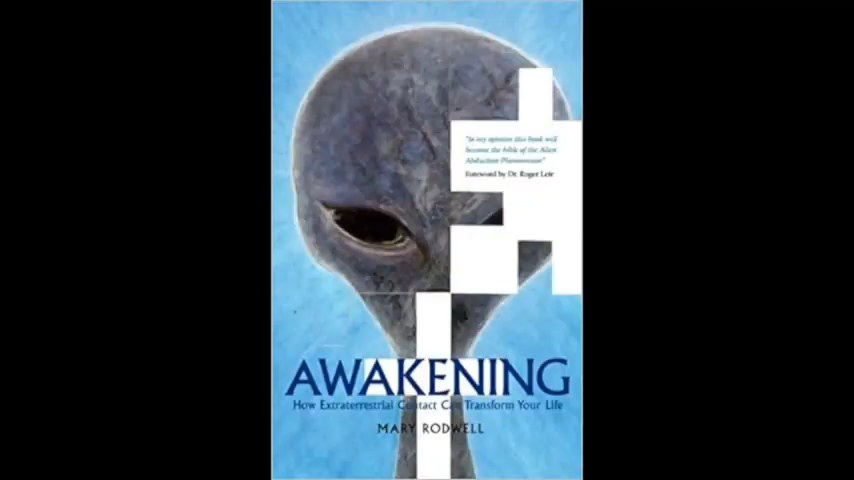 "In my opinion this book will
become the bible of the Alien
Abduction Phenomenon"
Foreword by Dr. Roger Leir
AWAKENING
How Extraterrestrial Contact Can Transform Your Life
MARY RODWELL